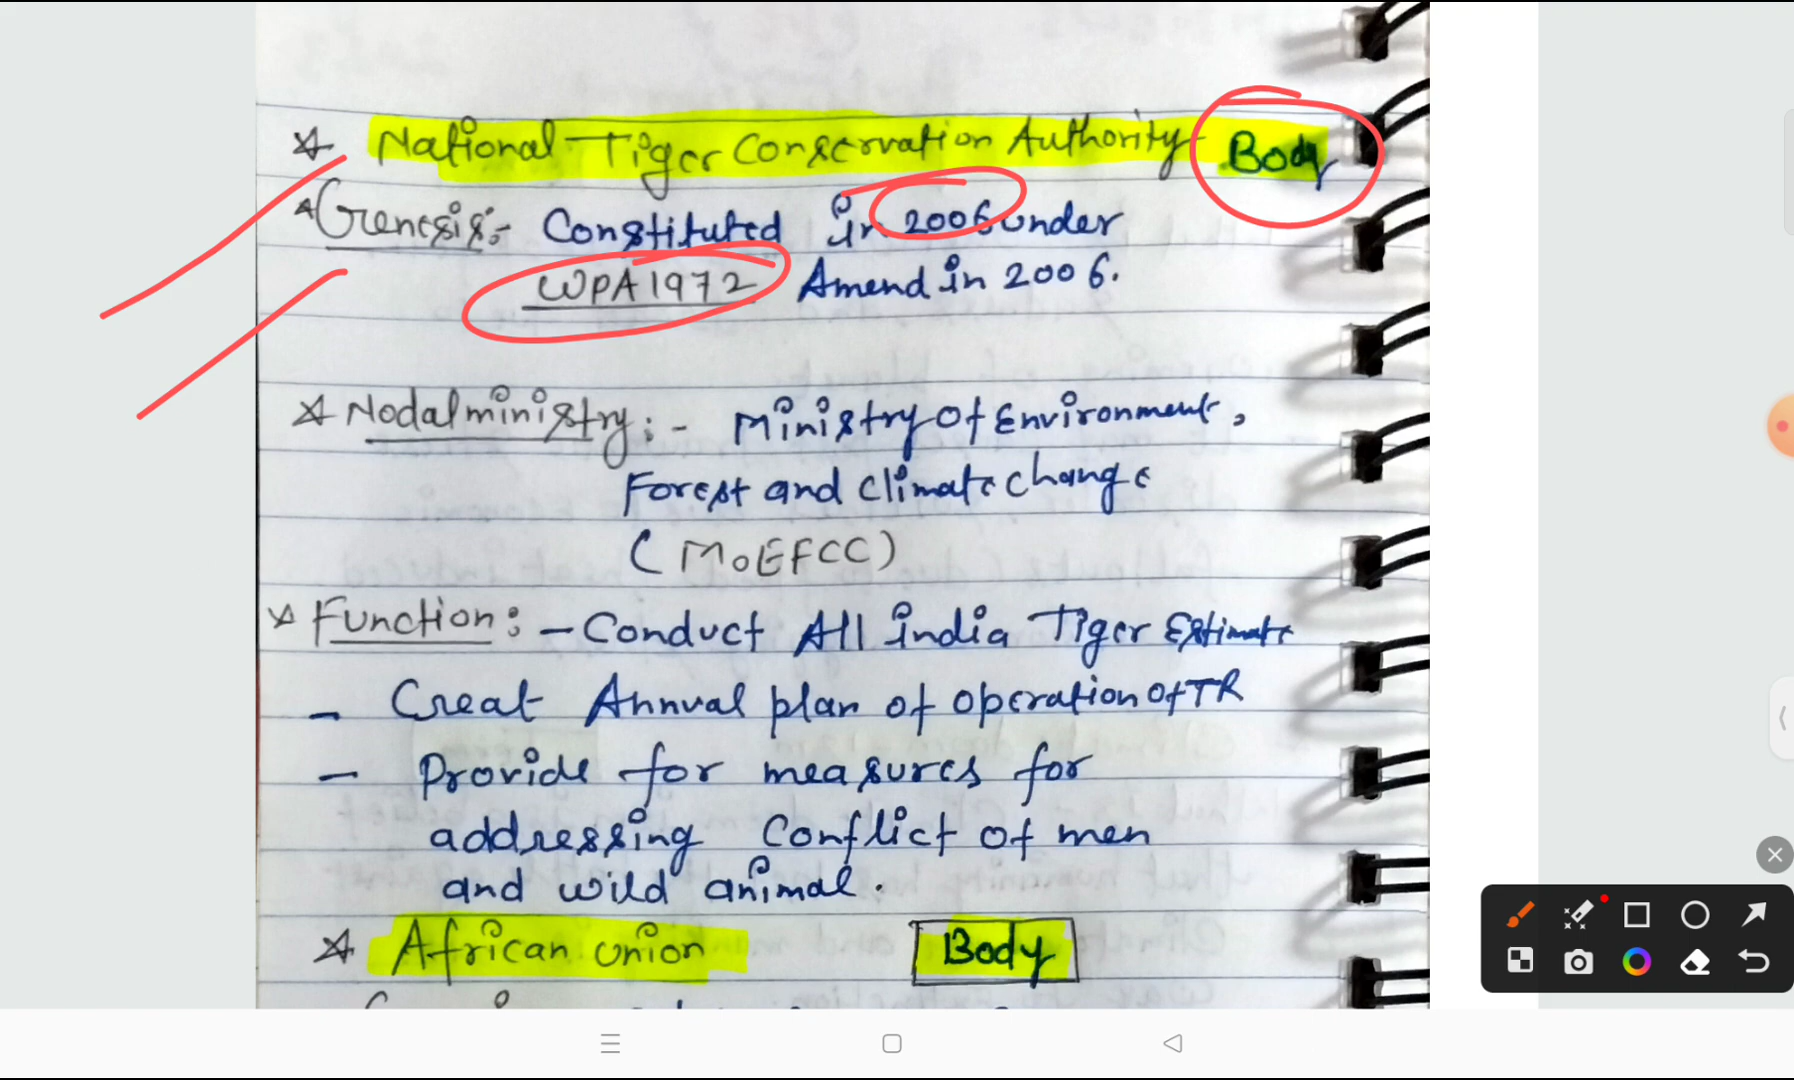 National Tiger Conservation Authority Body
Genesis:- Constituted in 2006 under
WPA 1972 Amend in 2006.
Nodal ministry:- Ministry of Environment,
Forest and climate change
(MoEFCC)
Function:- Conduct All india Tiger Estimate
- Creat Annual plan of operation of TR
- Provide for measures for
addressing Conflict of men
and wild animal.
African union Body